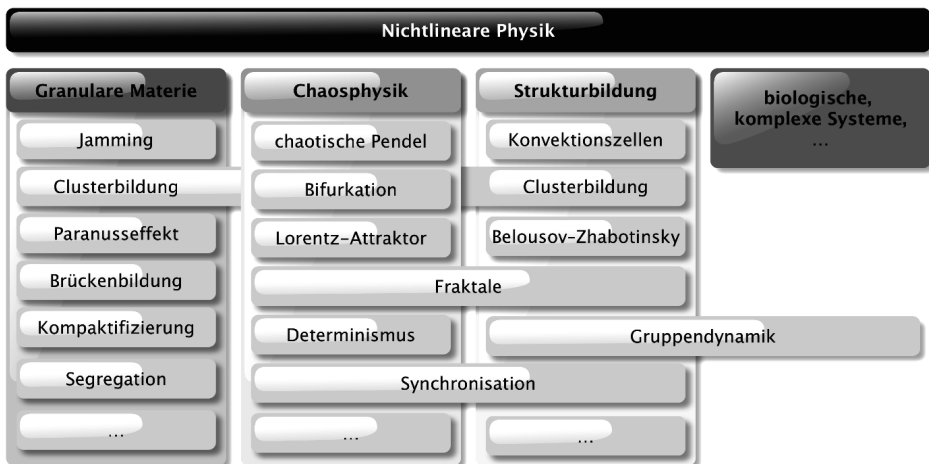 Nichtlineare Physik
Granulare Materie
Jamming
Clusterbildung
Paranusseffekt
Brückenbildung
Kompaktifizierung
Segregation
...
Chaosphysik
chaotische Pendel
Bifurkation
Lorentz-Attraktor
Fraktale
Determinismus
Synchronisation
...
Strukturbildung
Konvektionszellen
Clusterbildung
Belousov-Zhabotinsky
Gruppendynamik
...
biologische,
komplexe Systeme,
...